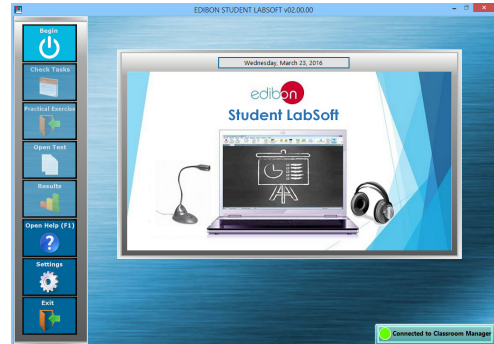 EDIBON STUDENT LABSOFT v02.00.00
Begin
Check Tasks
Practical Exercise
Open Test
Results
Open Help (F1)
Settings
Exit
Wednesday, March 23, 2016
edibon
Student LabSoft
Connected to Classroom Manager